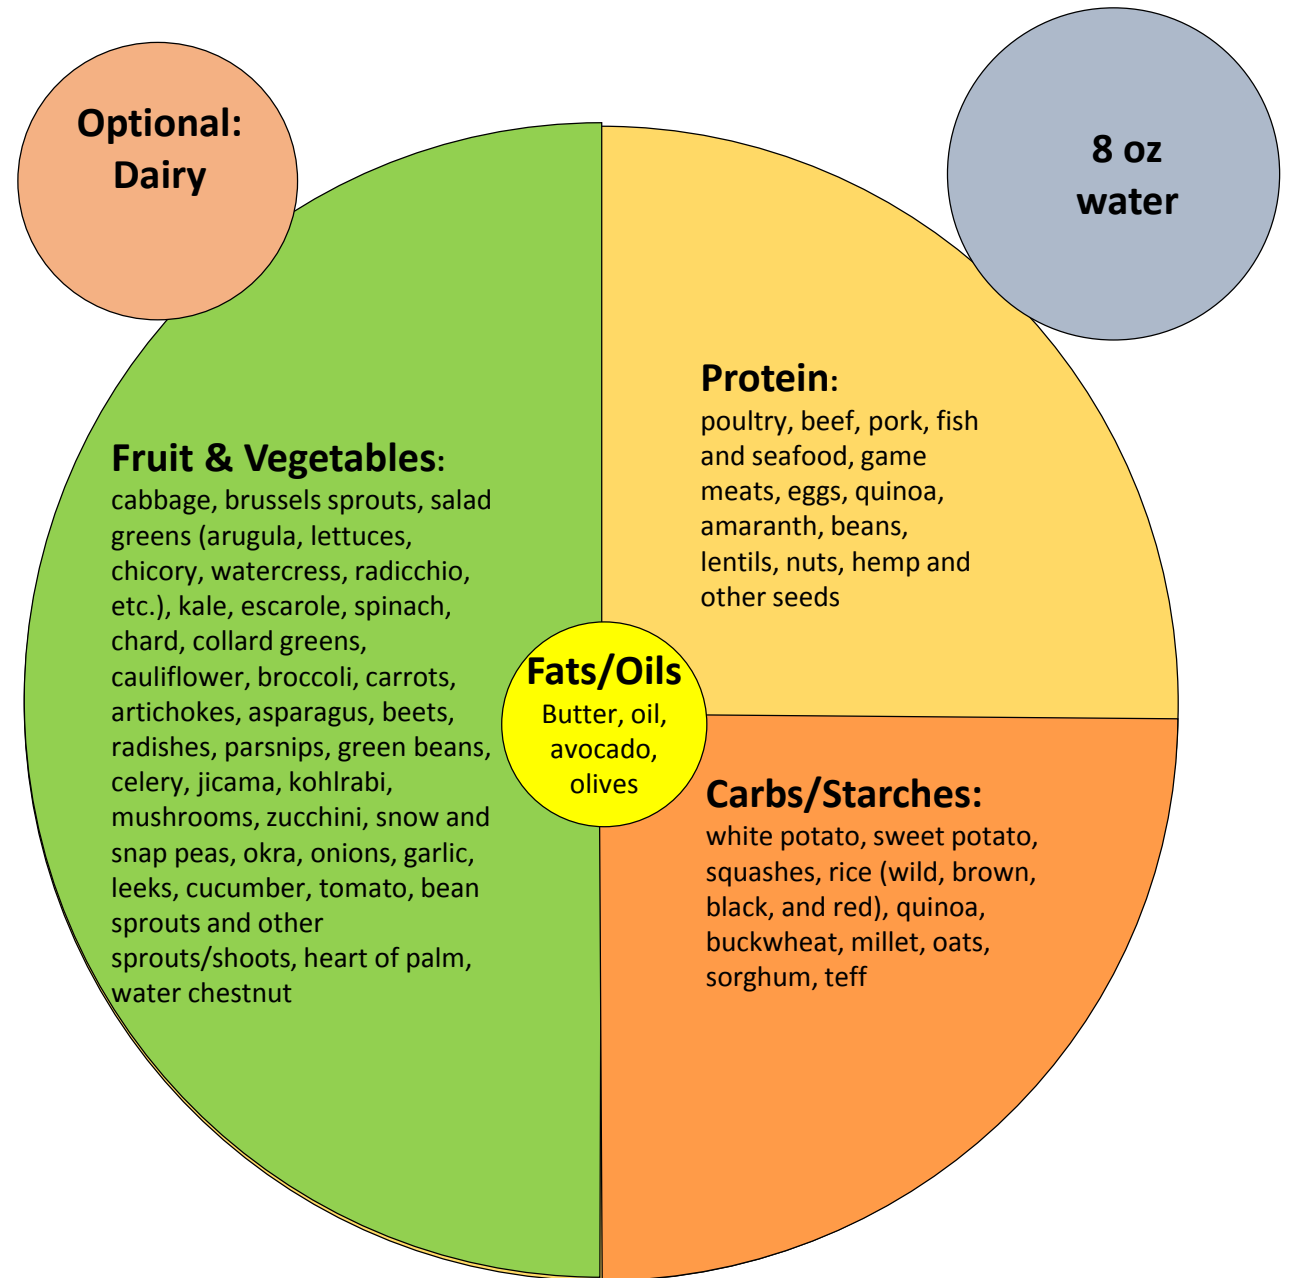 Optional:
Dairy
8 oz
water
Protein:
poultry, beef, pork, fish
and seafood, game
meats, eggs, quinoa,
amaranth, beans,
lentils, nuts, hemp and
other seeds
Fruit & Vegetables:
cabbage, brussels sprouts, salad
greens (arugula, lettuces,
chicory, watercress, radicchio,
etc.), kale, escarole, spinach,
chard, collard greens,
cauliflower, broccoli, carrots,
artichokes, asparagus, beets,
radishes, parsnips, green beans,
celery, jicama, kohlrabi,
mushrooms, zucchini, snow and
snap peas, okra, onions, garlic,
leeks, cucumber, tomato, bean
sprouts and other
sprouts/shoots, heart of palm,
water chestnut
Fats/Oils
Butter, oil,
avocado,
olives
Carbs/Starches:
white potato, sweet potato,
squashes, rice (wild, brown,
black, and red), quinoa,
buckwheat, millet, oats,
sorghum, teff